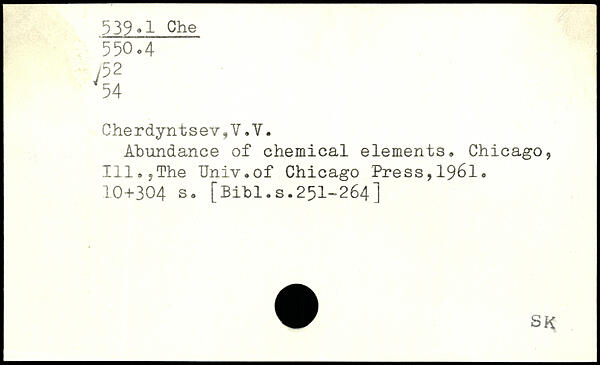 539.1 Che
550.4
/52
54
Cherdyntsev,V.V.
Abundance of chemical elements. Chicago,
Ill.,The Univ.of Chicago Press,1961.
10+304 s. [Bibl.s.251-264]
SK